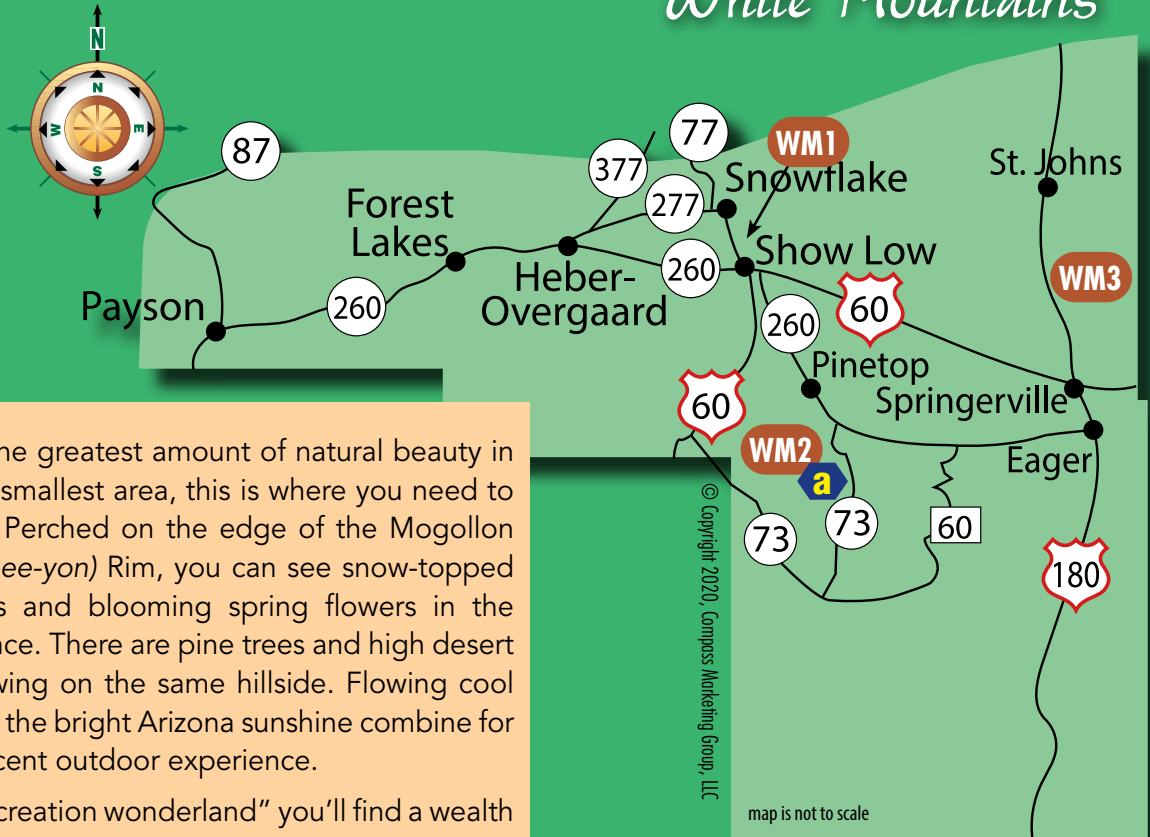 White Mountains
N
N
W
E
S
87
77
WM1
377
St. Johns
Snowflake
Forest
Lakes
277
Show Low
WM3
Heber-
Overgaard
260
60
Payson
260
260
Pinetop
Springerville
60
WM2
Eager
a
73
73
60
180
he greatest amount of natural beauty in
smallest area, this is where you need to
Perched on the edge of the Mogollon
ee-yon) Rim, you can see snow-topped
s and blooming spring flowers in the
nce. There are pine trees and high desert
wing on the same hillside. Flowing cool
the bright Arizona sunshine combine for
cent outdoor experience.
creation wonderland” you’ll find a wealth
© Copyright 2020, Compass Marketing Group, LLC
map is not to scale